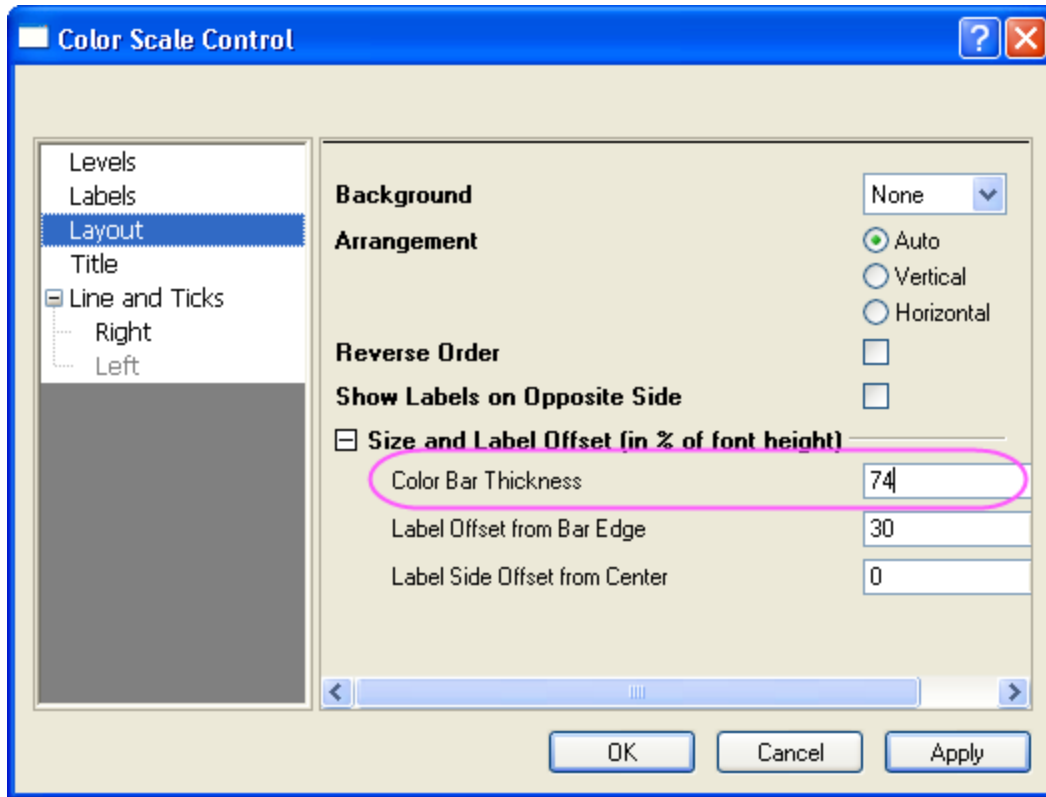 Color Scale Control
Levels
Labels
Layout
Title
Line and Ticks
Right
Left
Background None
Arrangement Auto
Vertical
Horizontal
Reverse Order
Show Labels on Opposite Side
Size and Label Offset (in % of font height)
Color Bar Thickness 74
Label Offset from Bar Edge 30
Label Side Offset from Center 0
OK Cancel Apply